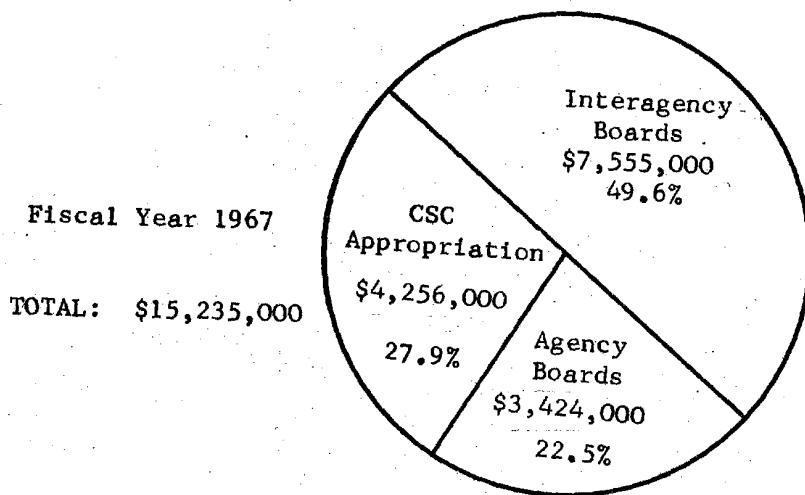 Fiscal Year 1967
TOTAL: $15,235,000
Interagency
Boards
$7,555,000
49.6%
CSC
Appropriation
$4,256,000
27.9%
Agency
Boards
$3,424,000
22.5%